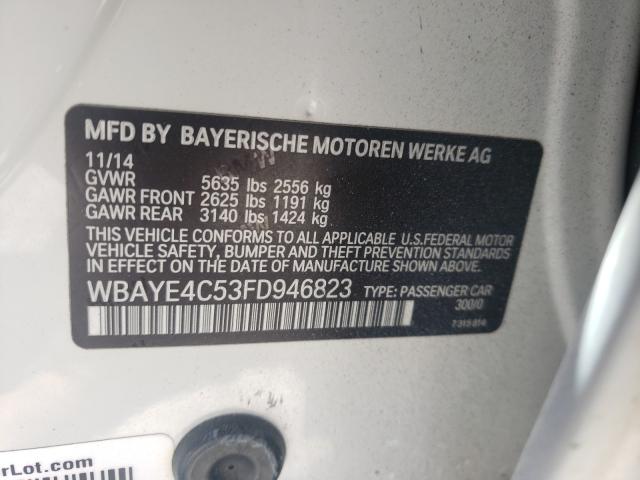 MFD BY BAYERISCHE MOTOREN WERKE AG
11/14
GVWR 5635 lbs 2556 kg
GAWR FRONT 2625 lbs 1191 kg
GAWR REAR 3140 lbs 1424 kg
THIS VEHICLE CONFORMS TO ALL APPLICABLE U.S.FEDERAL MOTOR
VEHICLE SAFETY, BUMPER AND THEFT PREVENTION STANDARDS
IN EFFECT ON THE DATE OF MANUFACTURE SHOWN ABOVE.
WBAYE4C53FD946823 TYPE: PASSENGER CAR
300/0
7315814
rLot.com